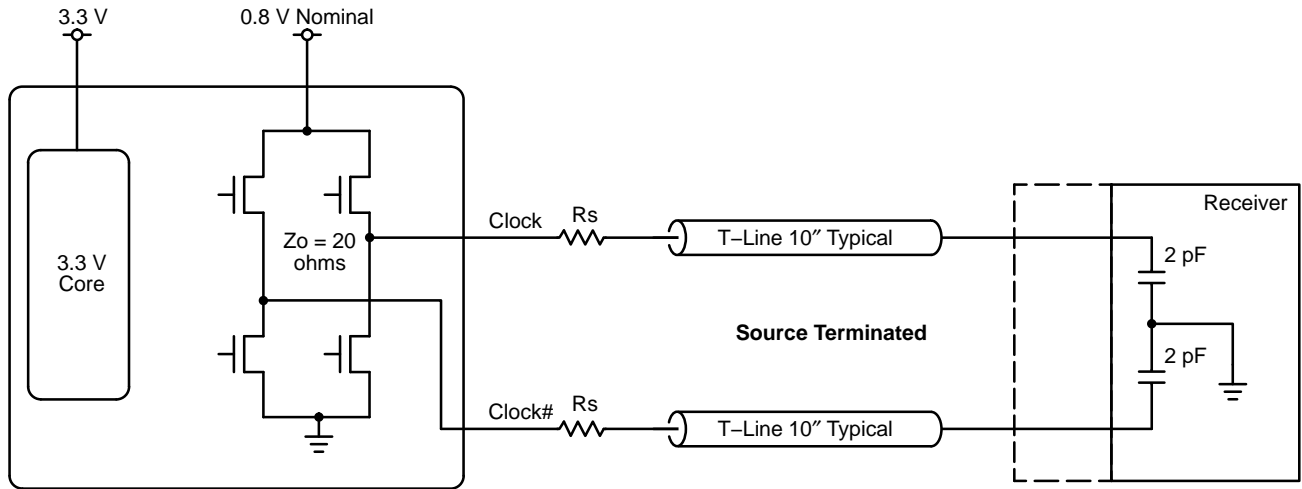 3.3 V
0.8 V Nominal
3.3 V
Core
Zo = 20
ohms
Clock
Rs
T–Line 10″ Typical
Receiver
2 pF
Source Terminated
2 pF
Clock#
Rs
T–Line 10″ Typical